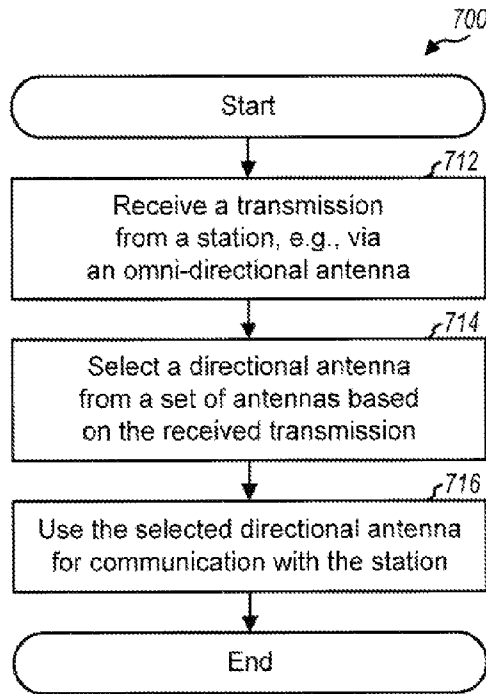 700
Start
712
Receive a transmission
from a station, e.g., via
an omni-directional antenna
714
Select a directional antenna
from a set of antennas based
on the received transmission
716
Use the selected directional antenna
for communication with the station
End